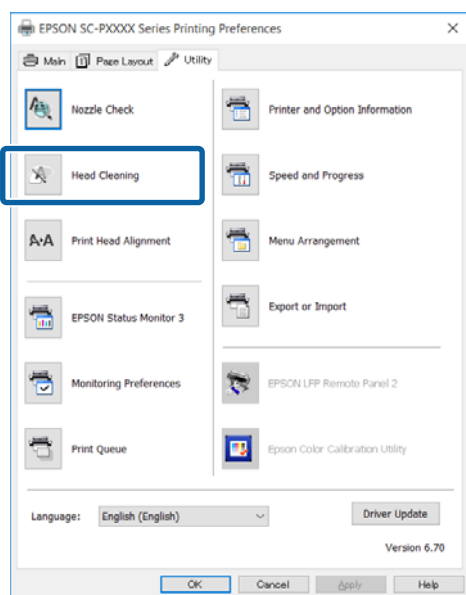 EPSON SC-PXXXX Series Printing Preferences
Main
Page Layout
Utility
Nozzle Check
Head Cleaning
A·A
Print Head Alignment
EPSON Status Monitor 3
Monitoring Preferences
Print Queue
Printer and Option Information
Speed and Progress
Menu Arrangement
Export or Import
EPSON LFP Remote Panel 2
Epson Color Calibration Utility
Language:
English (English)
Driver Update
Version 6.70
OK
Cancel
Apply
Help